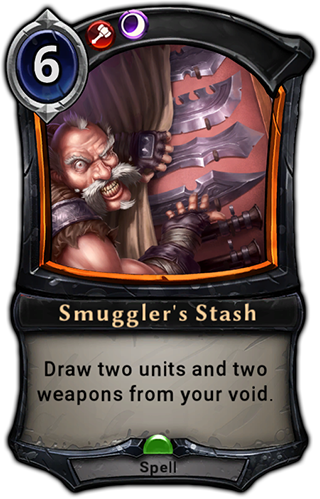 6
Smuggler's Stash
Draw two units and two
weapons from your void.
Spell